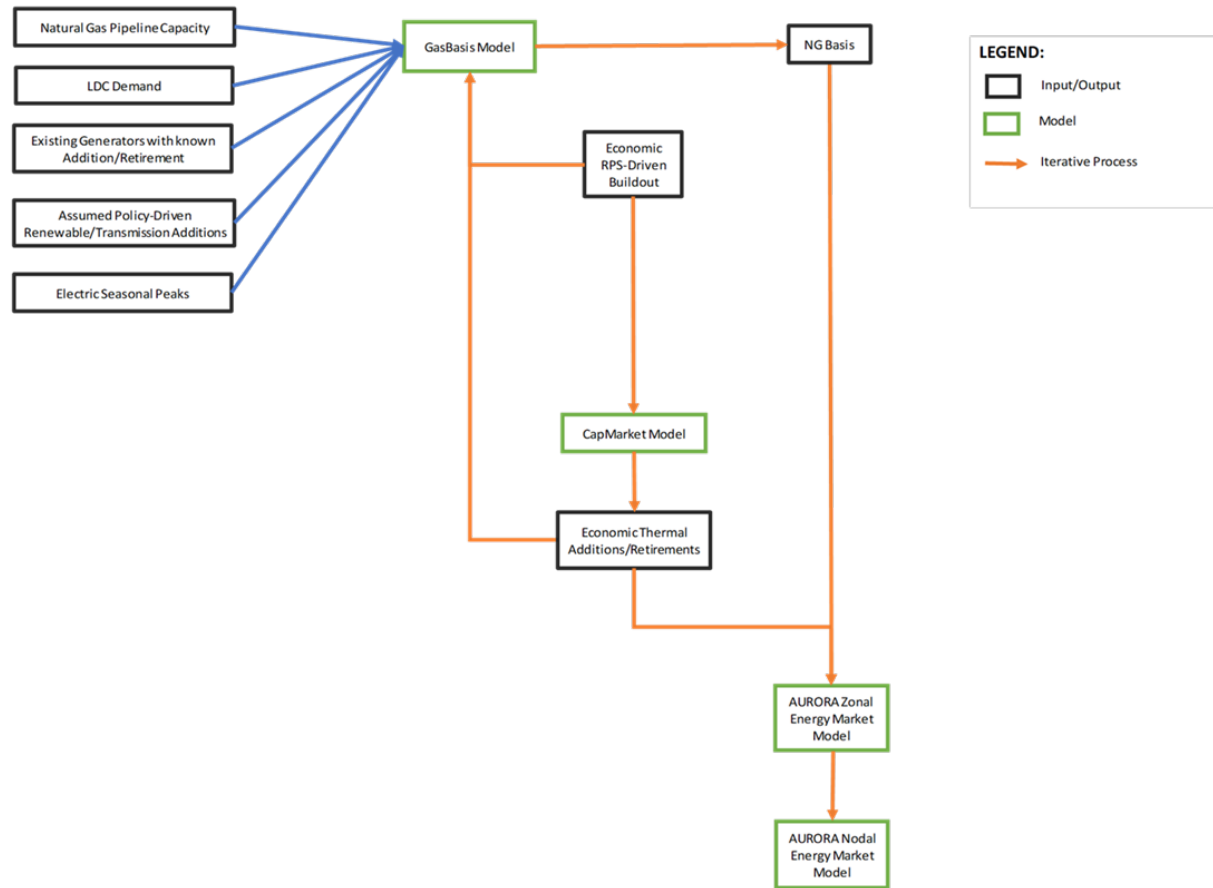 Natural Gas Pipeline Capacity
LDC Demand
Existing Generators with known
Addition/Retirement
Assumed Policy-Driven
Renewable/Transmission Additions
Electric Seasonal Peaks
GasBasis Model
NG Basis
Economic
RPS-Driven
Buildout
CapMarket Model
Economic Thermal
Additions/Retirements
AURORA Zonal
Energy Market
Model
AURORA Nodal
Energy Market
Model
LEGEND:
Input/Output
Model
Iterative Process